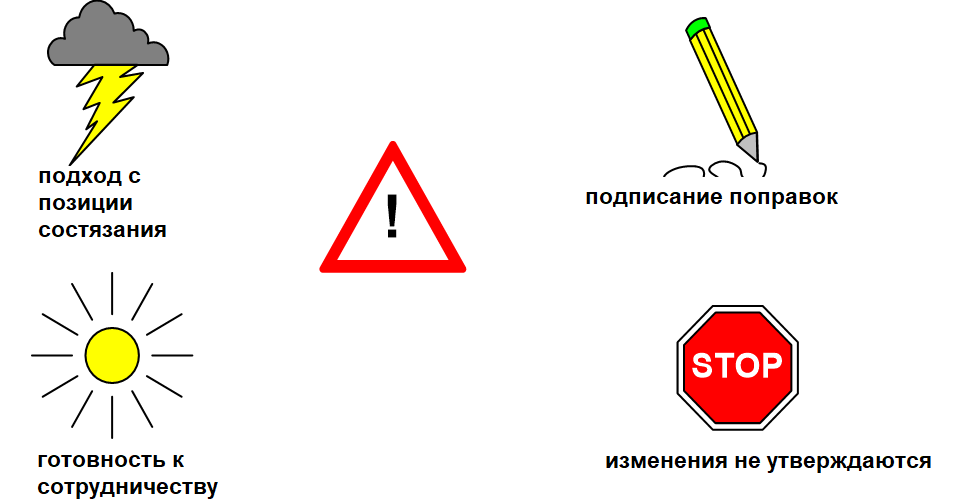 подход с
позиции
состязания
!
подписание поправок
готовность к
сотрудничеству
STOP
изменения не утверждаются